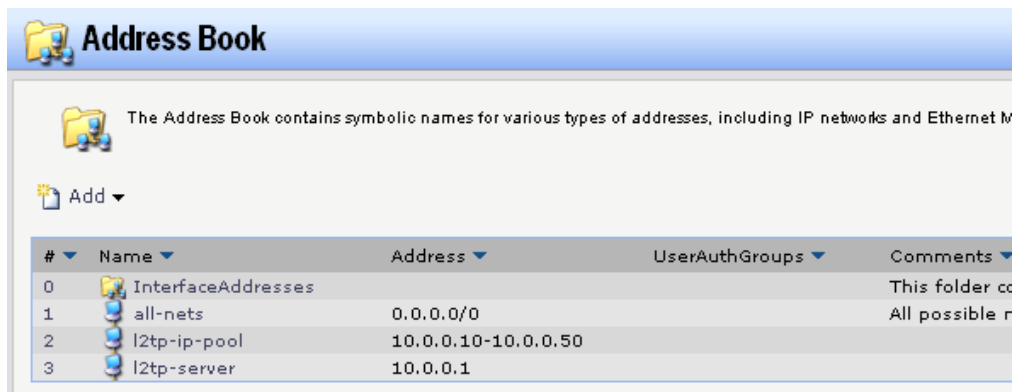 Address Book
The Address Book contains symbolic names for various types of addresses, including IP networks and Ethernet
Add
# Name Address UserAuthGroups Comments
0 InterfaceAddresses This folder
1 all-nets 0.0.0.0/0 All possible
2 l2tp-ip-pool 10.0.0.10-10.0.0.50
3 l2tp-server 10.0.0.1